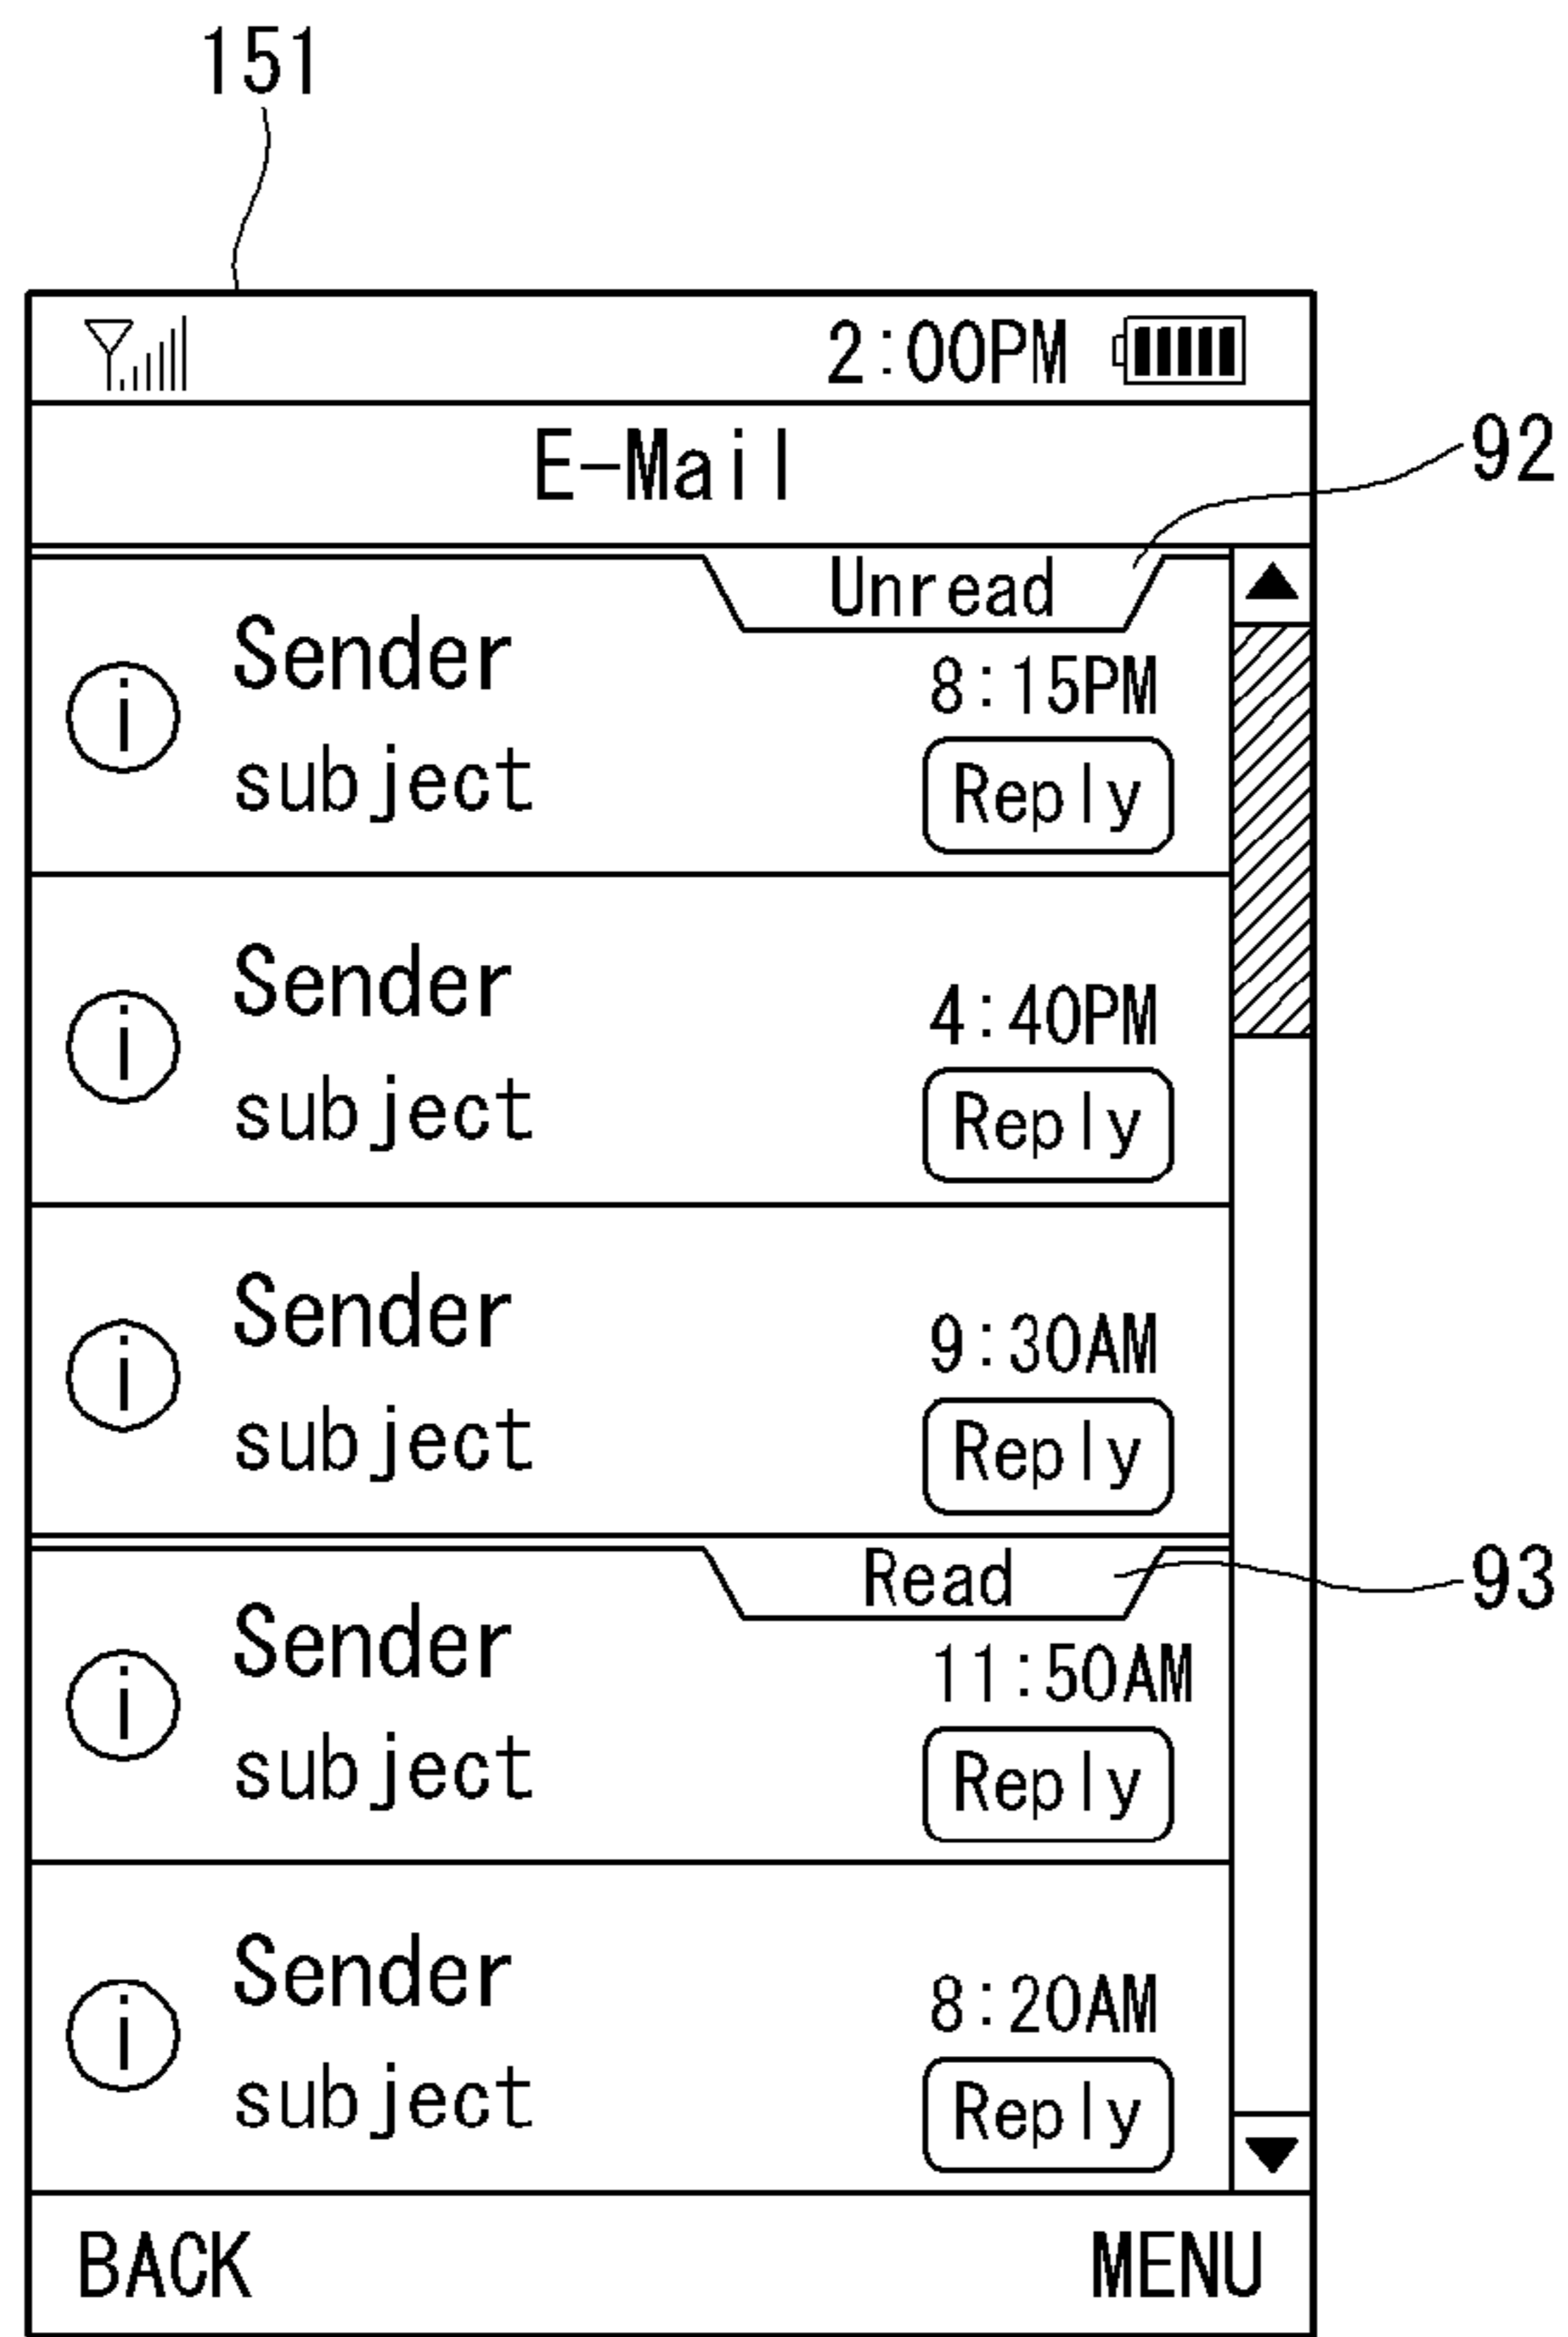 151
2:00PM
E-Mail
92
Unread
Sender
8:15PM
subject
Reply
Sender
4:40PM
subject
Reply
Sender
9:30AM
subject
Reply
Read
93
Sender
11:50AM
subject
Reply
Sender
8:20AM
subject
Reply
BACK
MENU